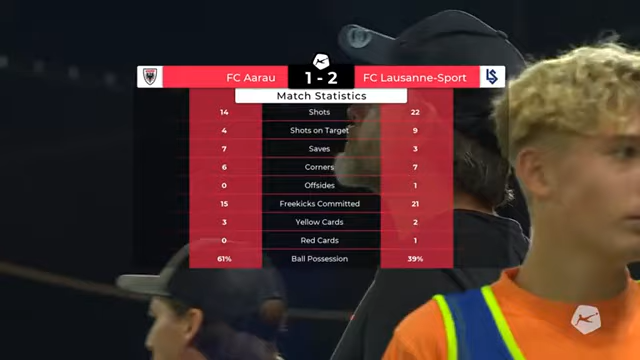 FC Aarau 1 - 2 FC Lausanne-Sport
Match Statistics
14 Shots 22
4 Shots on Target 9
7 Saves 3
6 Corners 7
0 Offsides 1
15 Freekicks Committed 21
3 Yellow Cards 2
0 Red Cards 1
61% Ball Possession 39%